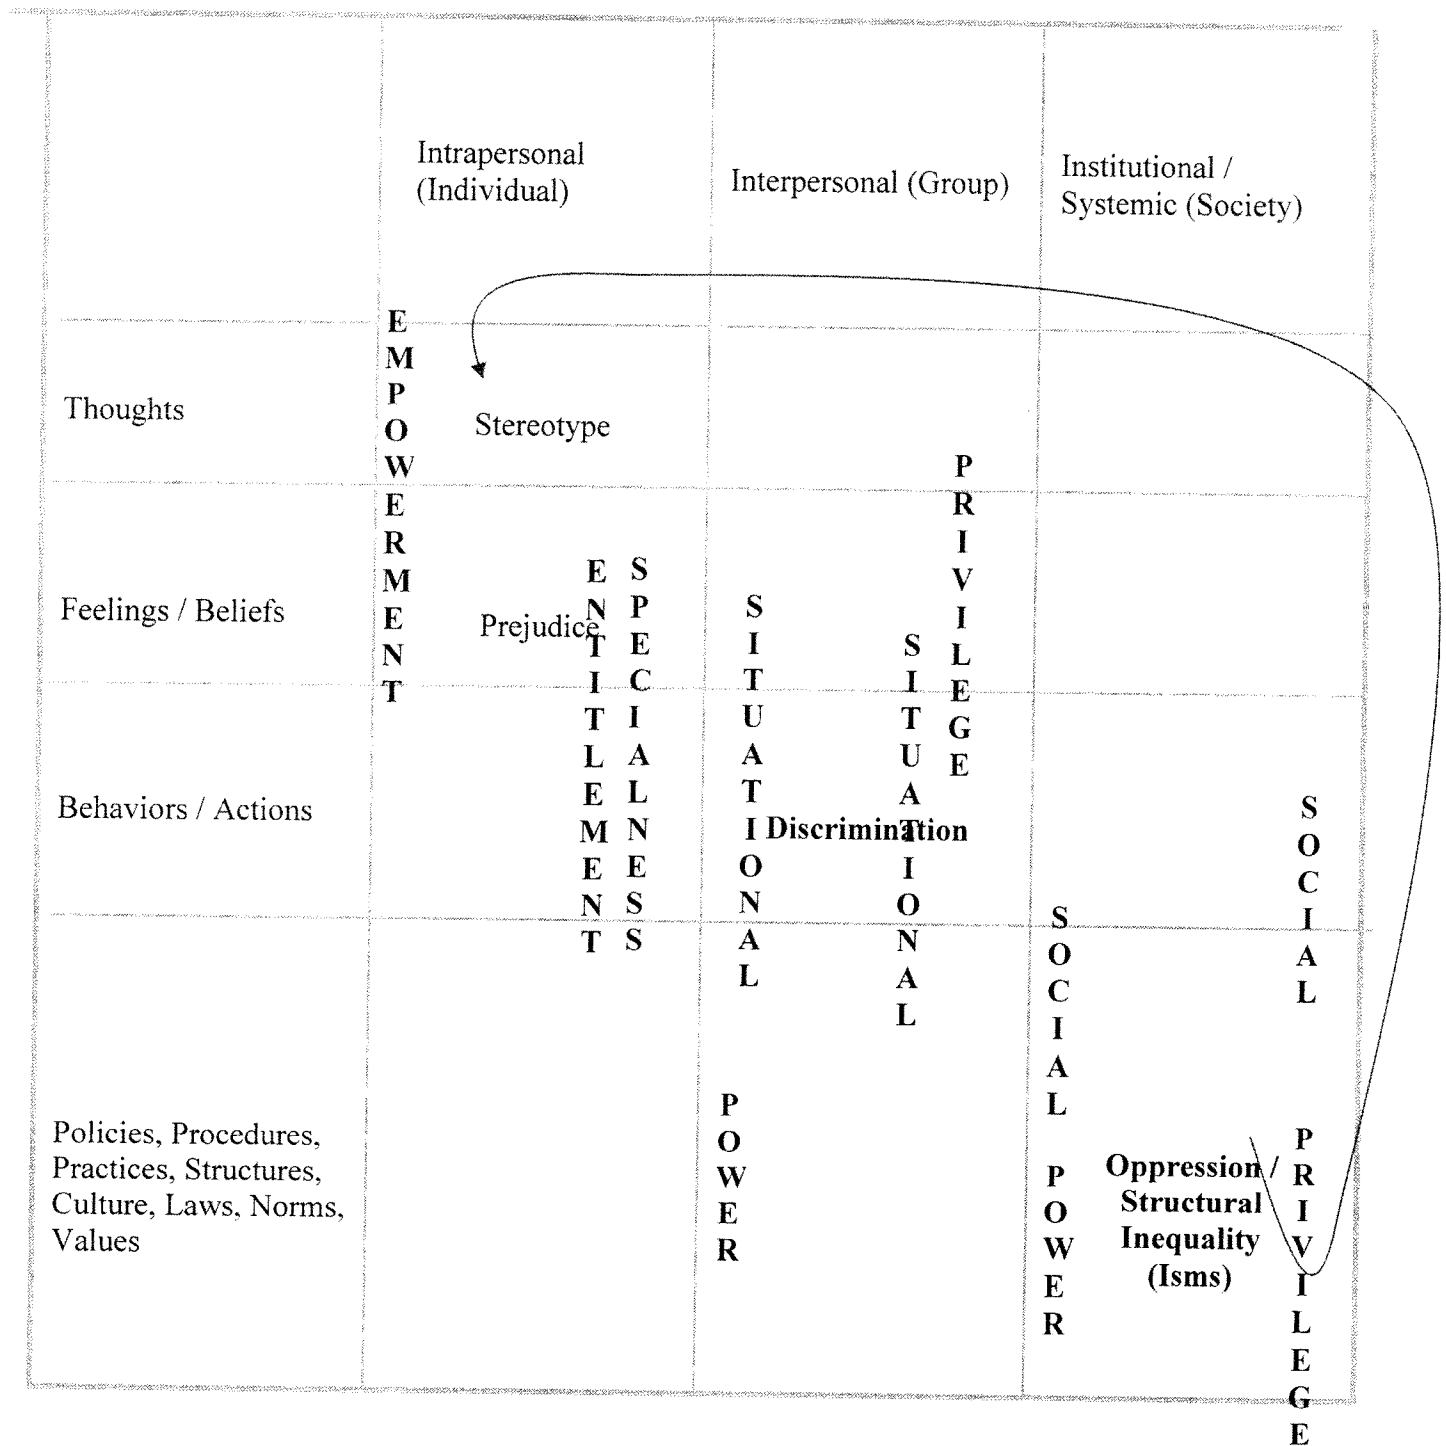 Intrapersonal
(Individual)
Interpersonal (Group)
Institutional /
Systemic (Society)
EMPOWERMENT
Thoughts
Stereotype
PRIVILEGE
Feelings / Beliefs
Prejudice
ENTITLEMENT
SPECIALNESS
SITUATIONAL
SITUATIONAL
Behaviors / Actions
Discrimination
SOCIAL
SOCIAL
Policies, Procedures,
Practices, Structures,
Culture, Laws, Norms,
Values
POWER
POWER
Oppression /
Structural
Inequality
(Isms)
PRIVILEGE